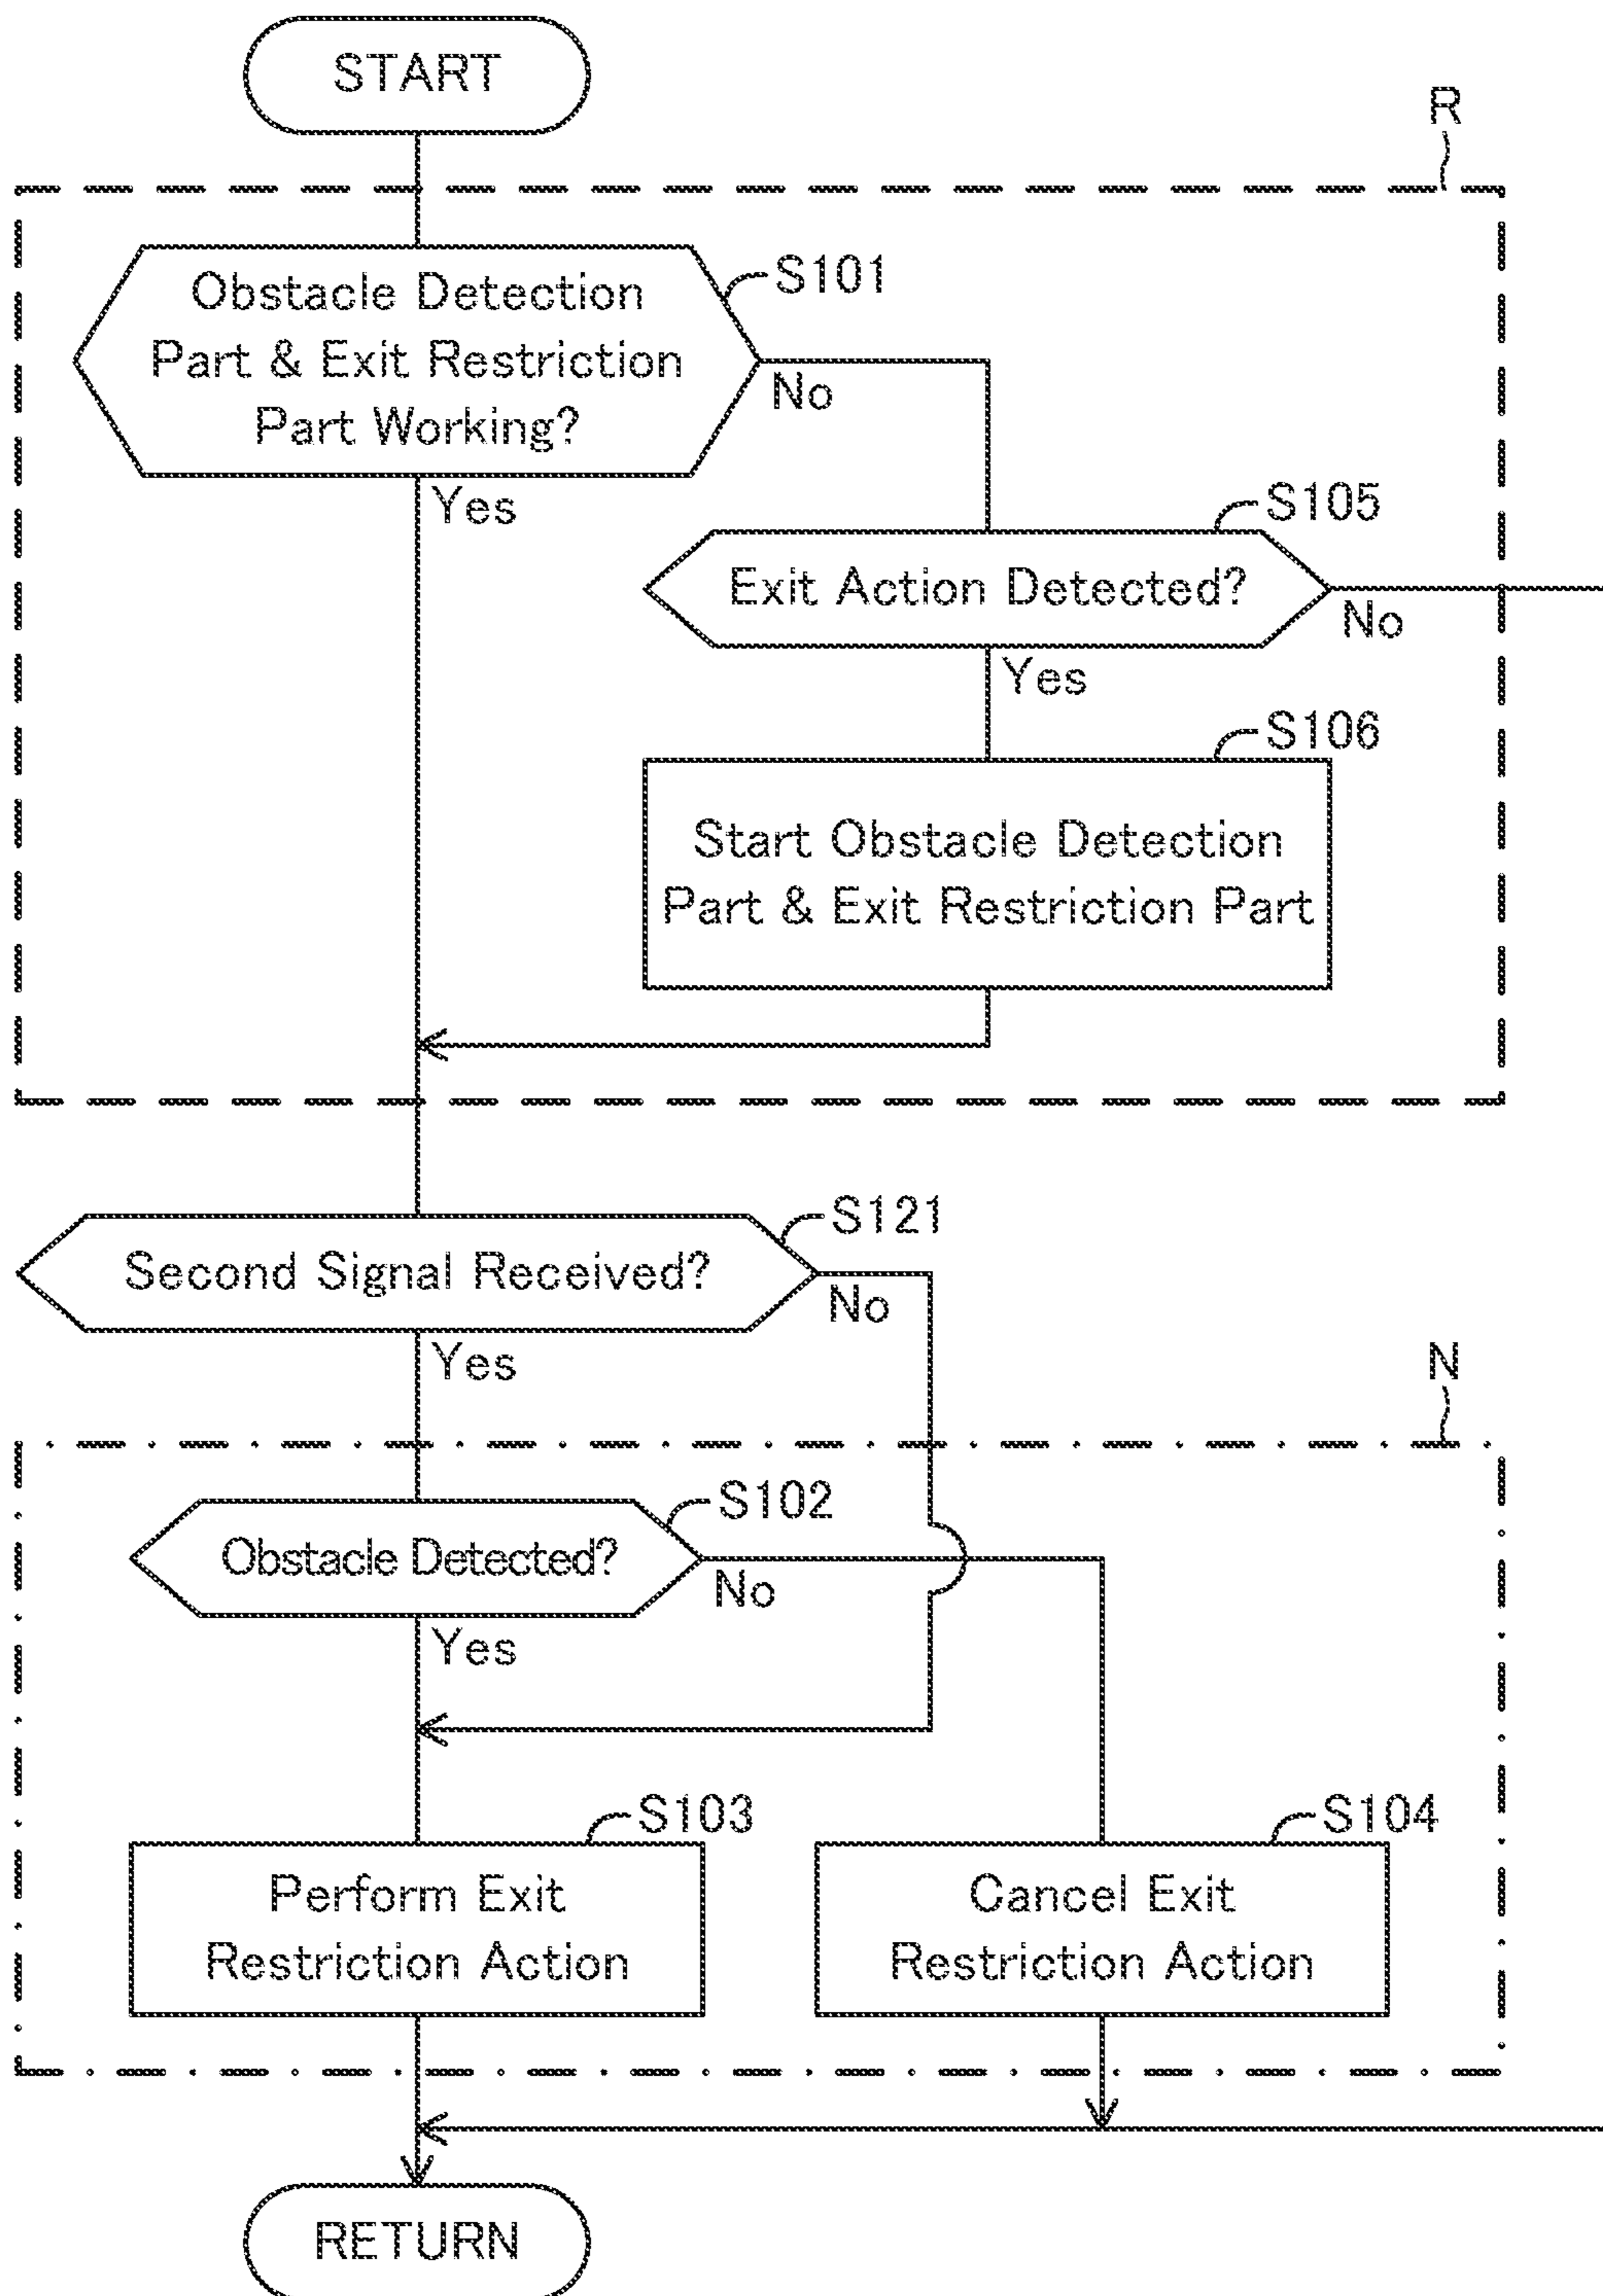 START
R
Obstacle Detection
Part & Exit Restriction
Part Working?
S101
No
Yes
S105
Exit Action Detected?
No
Yes
S106
Start Obstacle Detection
Part & Exit Restriction Part
S121
Second Signal Received?
No
Yes
N
S102
Obstacle Detected?
No
Yes
S103
Perform Exit
Restriction Action
S104
Cancel Exit
Restriction Action
RETURN